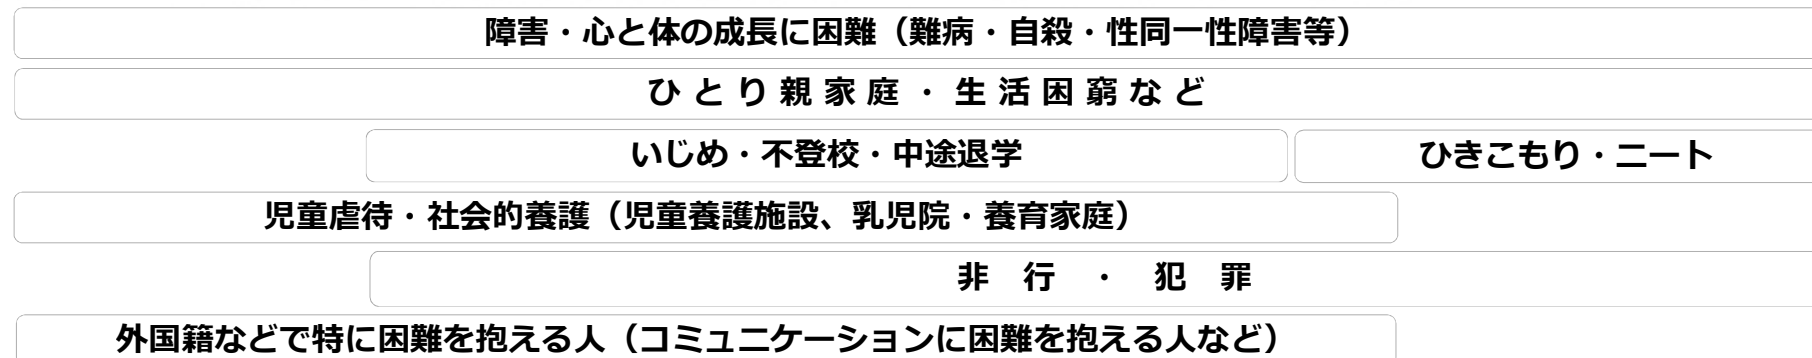 障害・心と体の成長に困難（難病・自殺・性同一性障害等）
ひとり親家庭・生活困窮など
いじめ・不登校・中途退学
ひきこもり・ニート
児童虐待・社会的養護（児童養護施設、乳児院・養育家庭）
非行・犯罪
外国籍などで特に困難を抱える人（コミュニケーションに困難を抱える人など）